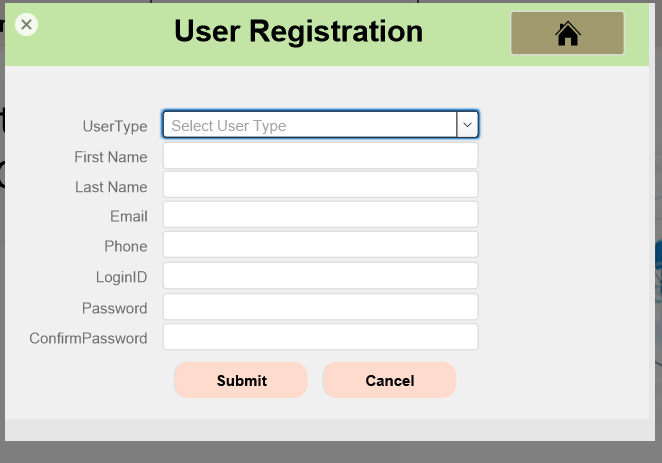 User Registration
UserType
Select User Type
First Name
Last Name
Email
Phone
LoginID
Password
ConfirmPassword
Submit
Cancel